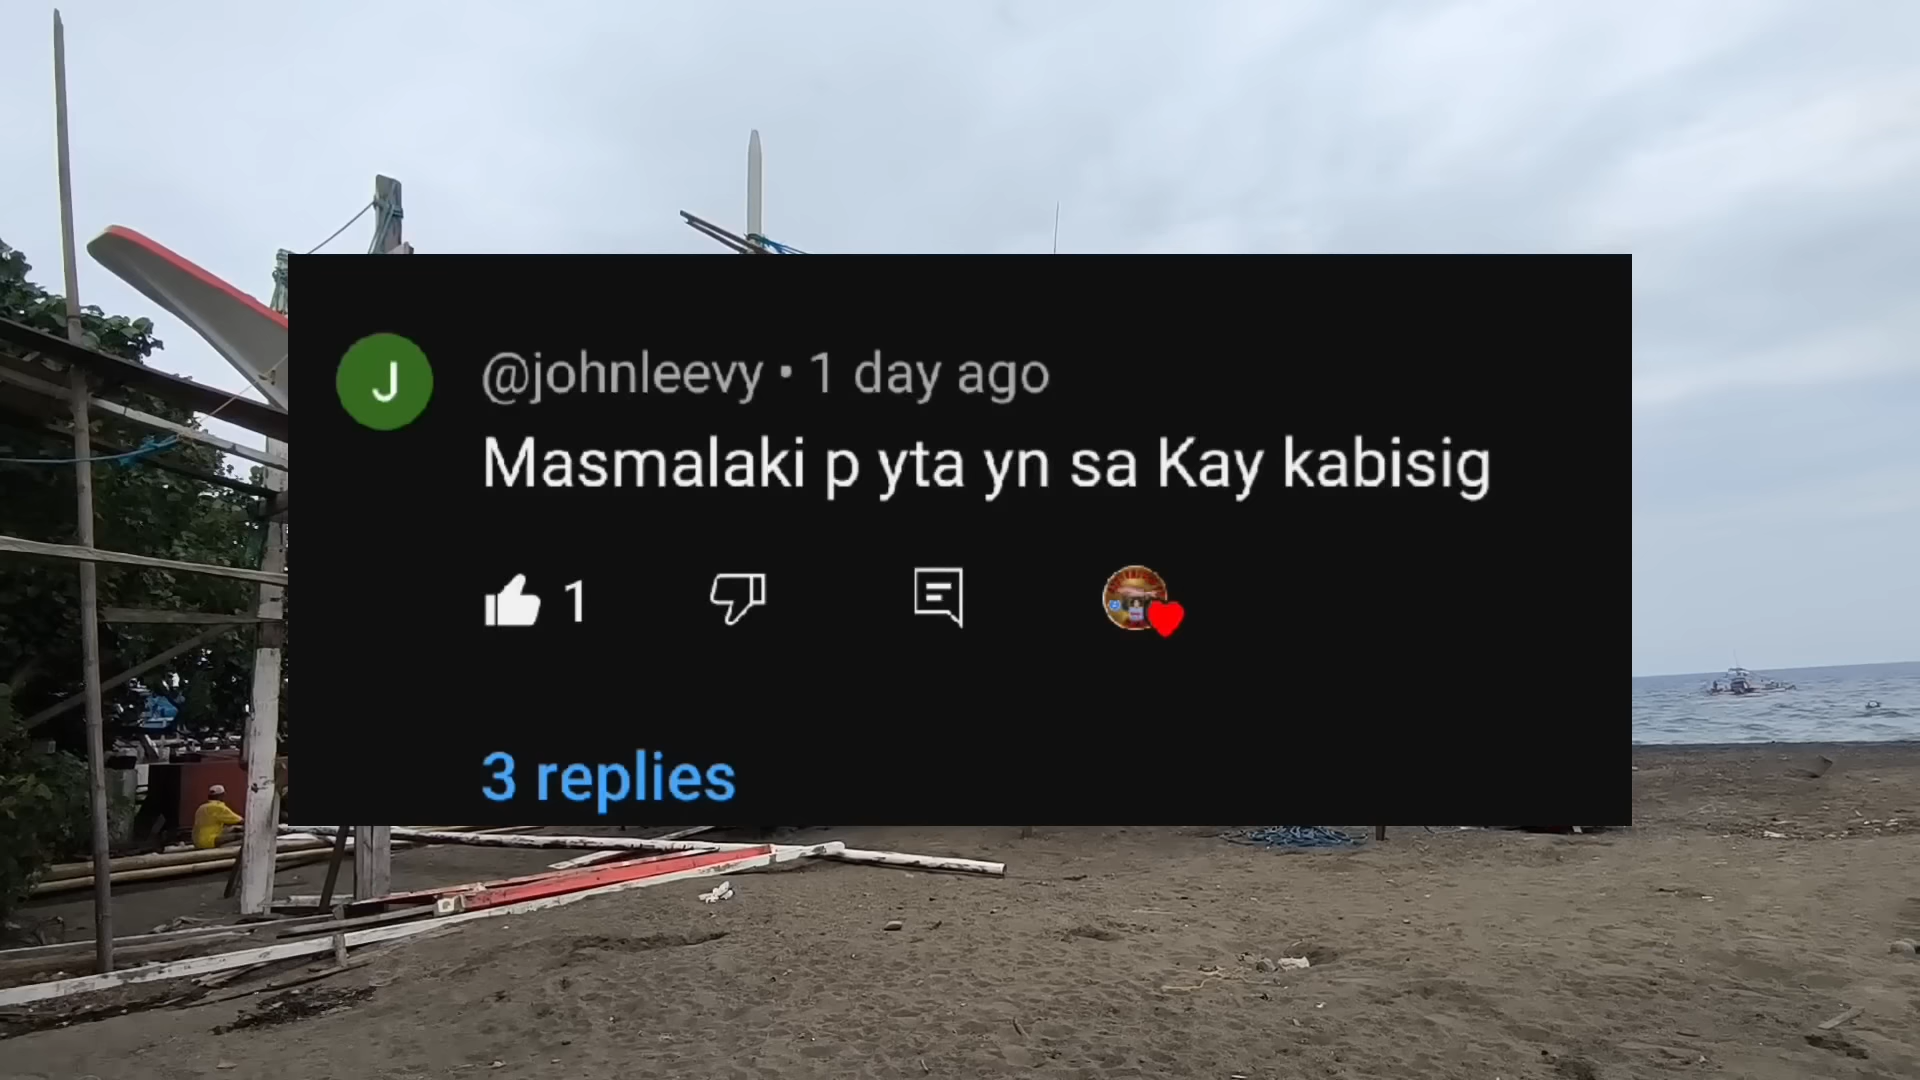 J
@johnleevy • 1 day ago
Masmalaki p yta yn sa Kay kabisig
1
3 replies